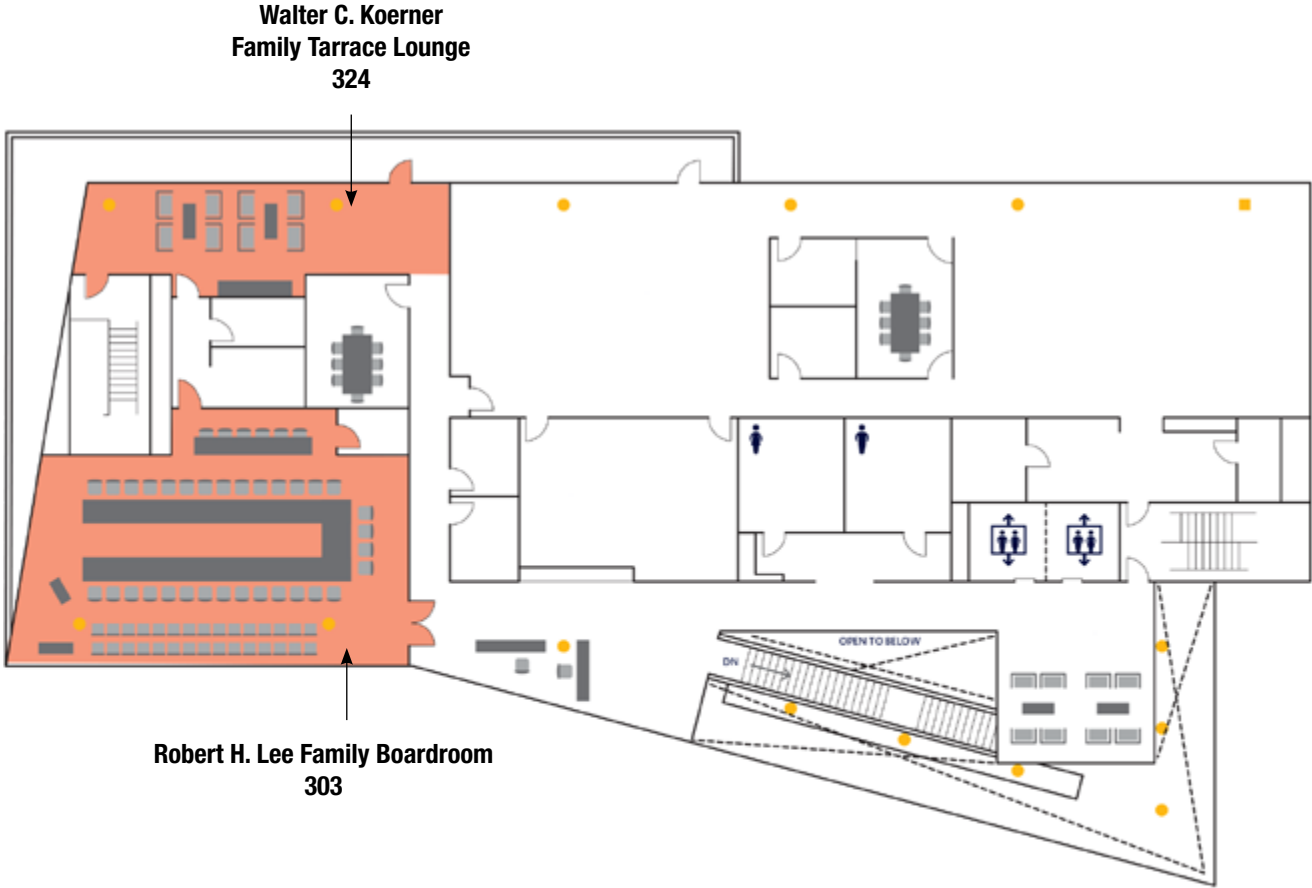 Walter C. Koerner
Family Tarrace Lounge
324
OPEN TO BELOW
DN
Robert H. Lee Family Boardroom
303